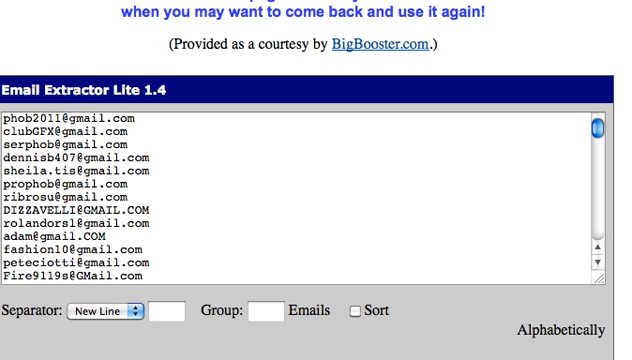 when you may want to come back and use it again!
(Provided as a courtesy by BigBooster.com.)
Email Extractor Lite 1.4
phob2011@gmail.com
clubGFX@gmail.com
serphob@gmail.com
dennisb407@gmail.com
sheila.tis@gmail.com
prophob@gmail.com
ribrosu@gmail.com
DIZZAVELLI@GMAIL.COM
rolandorsl@gmail.com
adam@gmail.COM
fashion10@gmail.com
peteciotti@gmail.com
Fire9119s@GMail.com
Separator: New Line Group: Emails Sort
Alphabetically